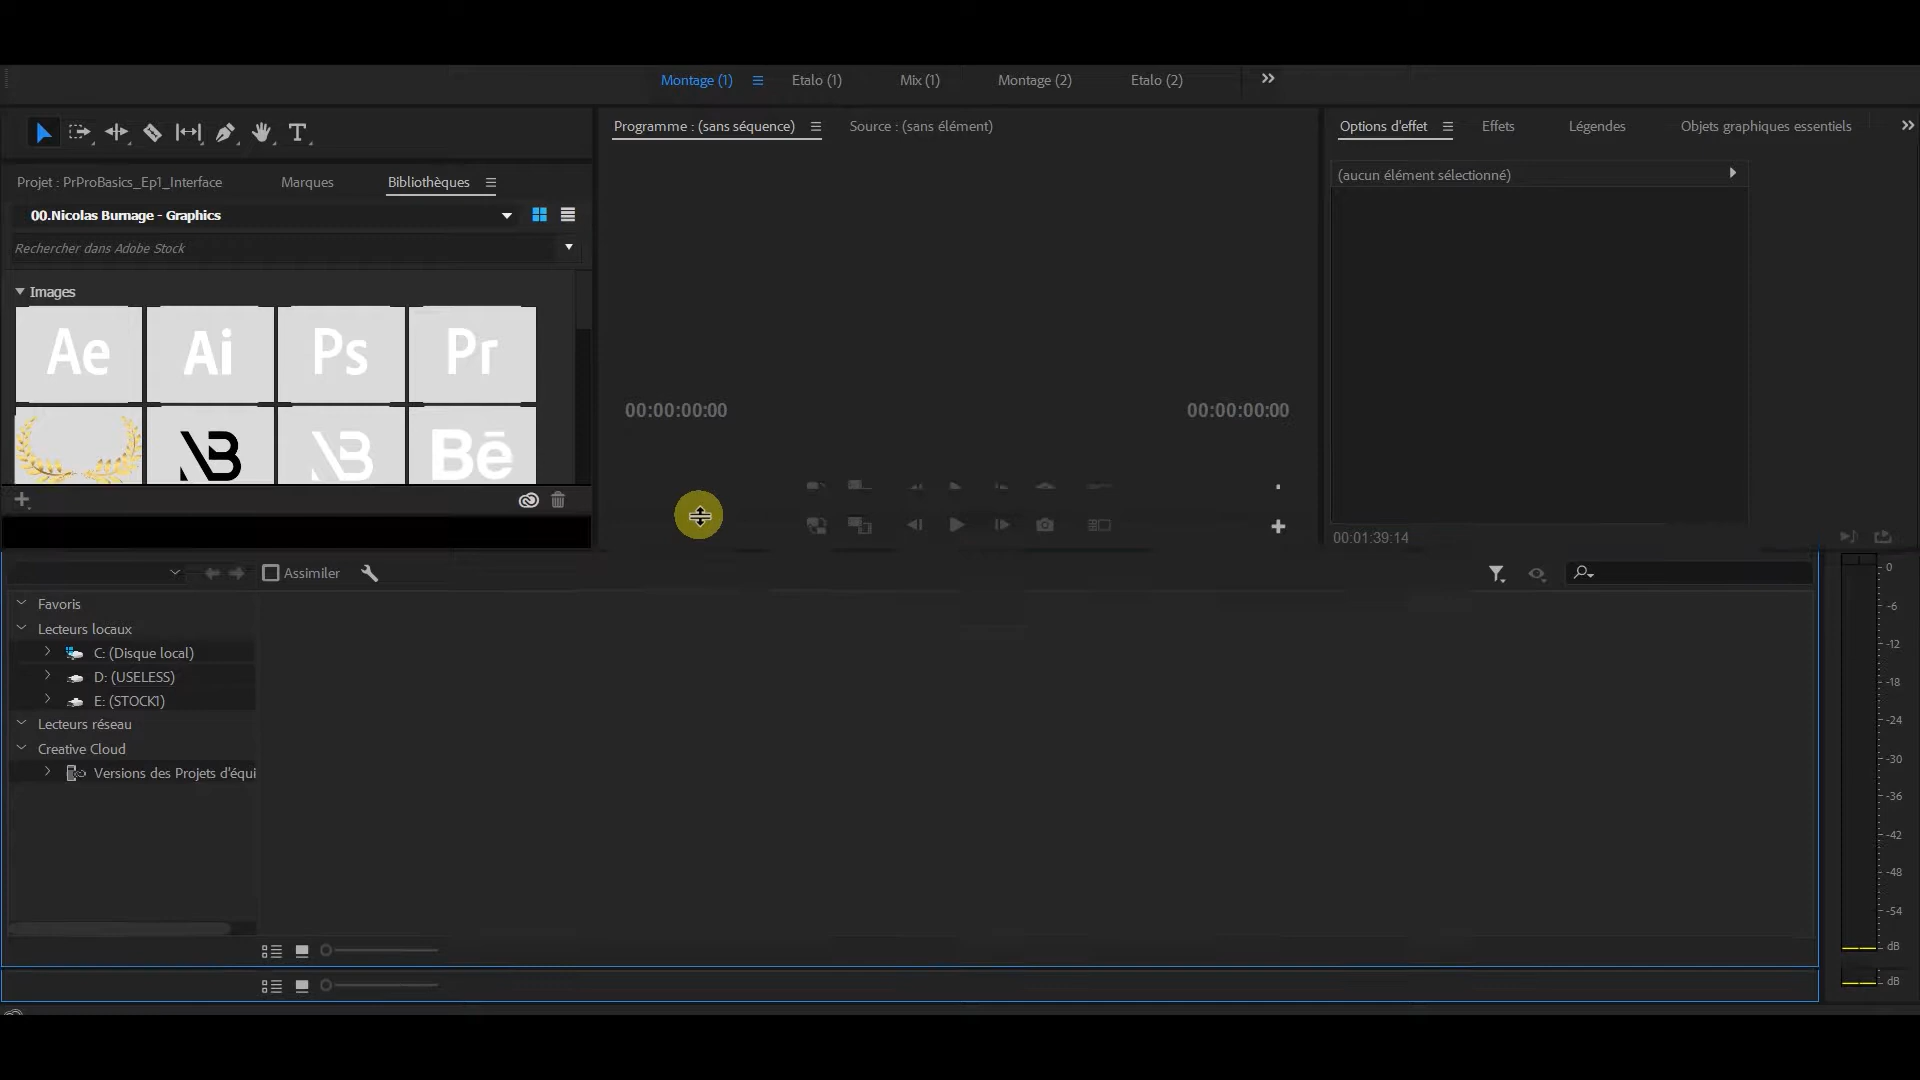 Montage (1) Etalo (1) Mix (1) Montage (2) Etalo (2)
Programme : (sans séquence) Source : (sans élément)
Options d'effet Effets Légendes Objets graphiques essentiels
Projet : PrProBasics_Ep1_Interface Marques Bibliothèques
(aucun élément sélectionné)
00.Nicolas Burnage - Graphics
Rechercher dans Adobe Stock
Images
Ae Ai Ps Pr
00:00:00:00 00:00:00:00
Bē
00:01:39:14
Assimiler
Favoris
Lecteurs locaux
C: (Disque local)
D: (USELESS)
E: (STOCK1)
Lecteurs réseau
Creative Cloud
Versions des Projets d'équi
0
-6
-12
-18
-24
-30
-36
-42
-48
-54
dB
dB